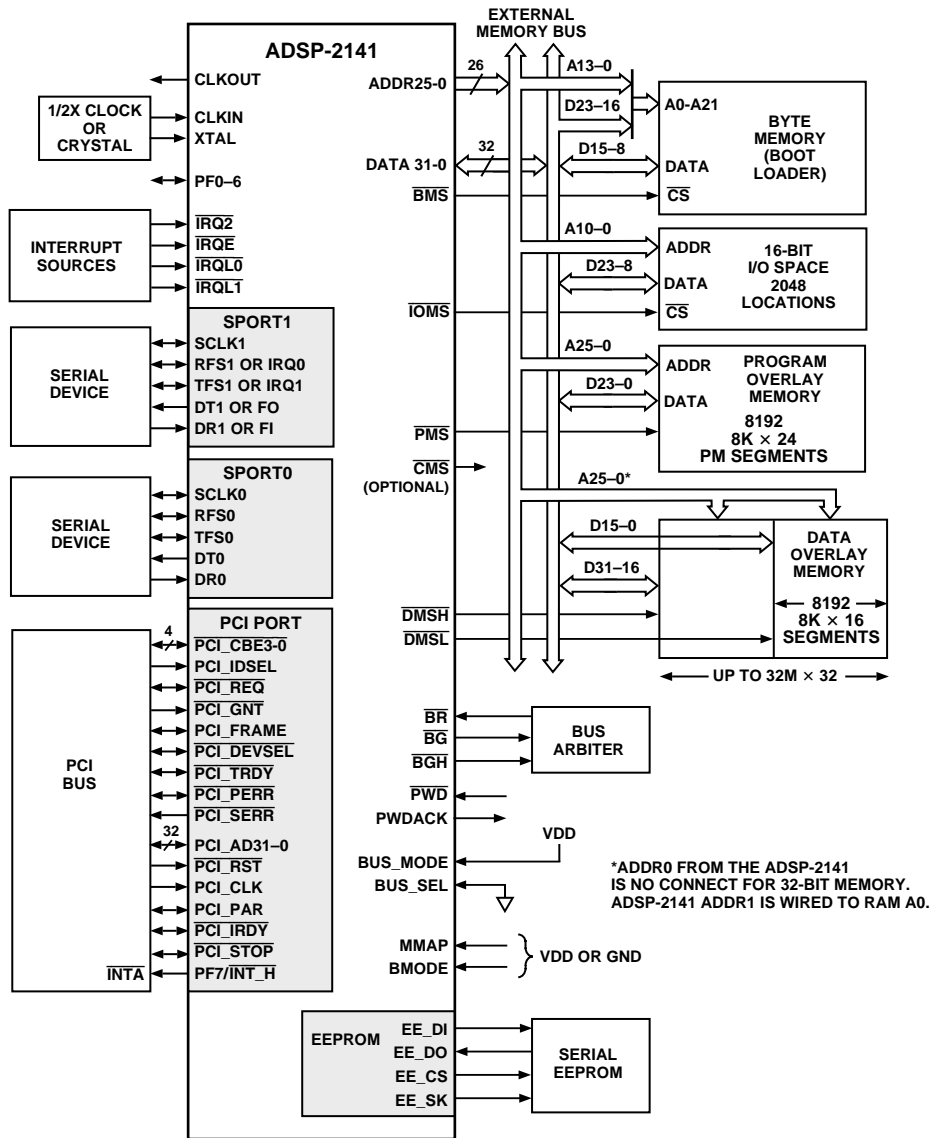 EXTERNAL
MEMORY BUS
ADSP-2141
CLKOUT
1/2X CLOCK
OR
CRYSTAL
CLKIN
XTAL
PF0–6
INTERRUPT
SOURCES
IRQ2
IRQE
IRQL0
IRQL1
SERIAL
DEVICE
SPORT1
SCLK1
RFS1 OR IRQ0
TFS1 OR IRQ1
DT1 OR FO
DR1 OR FI
SERIAL
DEVICE
SPORT0
SCLK0
RFS0
TFS0
DT0
DR0
PCI
BUS
INTA
4
32
PCI PORT
PCI_CBE3-0
PCI_IDSEL
PCI_REQ
PCI_GNT
PCI_FRAME
PCI_DEVSEL
PCI_TRDY
PCI_PERR
PCI_SERR
PCI_AD31–0
PCI_RST
PCI_CLK
PCI_PAR
PCI_IRDY
PCI_STOP
PF7/INT_H
ADDR25-0
26
DATA 31-0
32
BMS
IOMS
PMS
CMS
(OPTIONAL)
DMSH
DMSL
BR
BG
BGH
PWD
PWDACK
BUS_MODE
BUS_SEL
MMAP
BMODE
EEPROM
EE_DI
EE_DO
EE_CS
EE_SK
A13–0
D23–16
D15–8
A0-A21
DATA
CS
BYTE
MEMORY
(BOOT
LOADER)
A10–0
D23–8
ADDR
DATA
CS
16-BIT
I/O SPACE
2048
LOCATIONS
A25–0
D23–0
ADDR
DATA
PROGRAM
OVERLAY
MEMORY
8192
8K × 24
PM SEGMENTS
A25–0*
D15–0
D31–16
DATA
OVERLAY
MEMORY
8192
8K × 16
SEGMENTS
UP TO 32M × 32
BUS
ARBITER
VDD
*ADDR0 FROM THE ADSP-2141
IS NO CONNECT FOR 32-BIT MEMORY.
ADSP-2141 ADDR1 IS WIRED TO RAM A0.
VDD OR GND
SERIAL
EEPROM